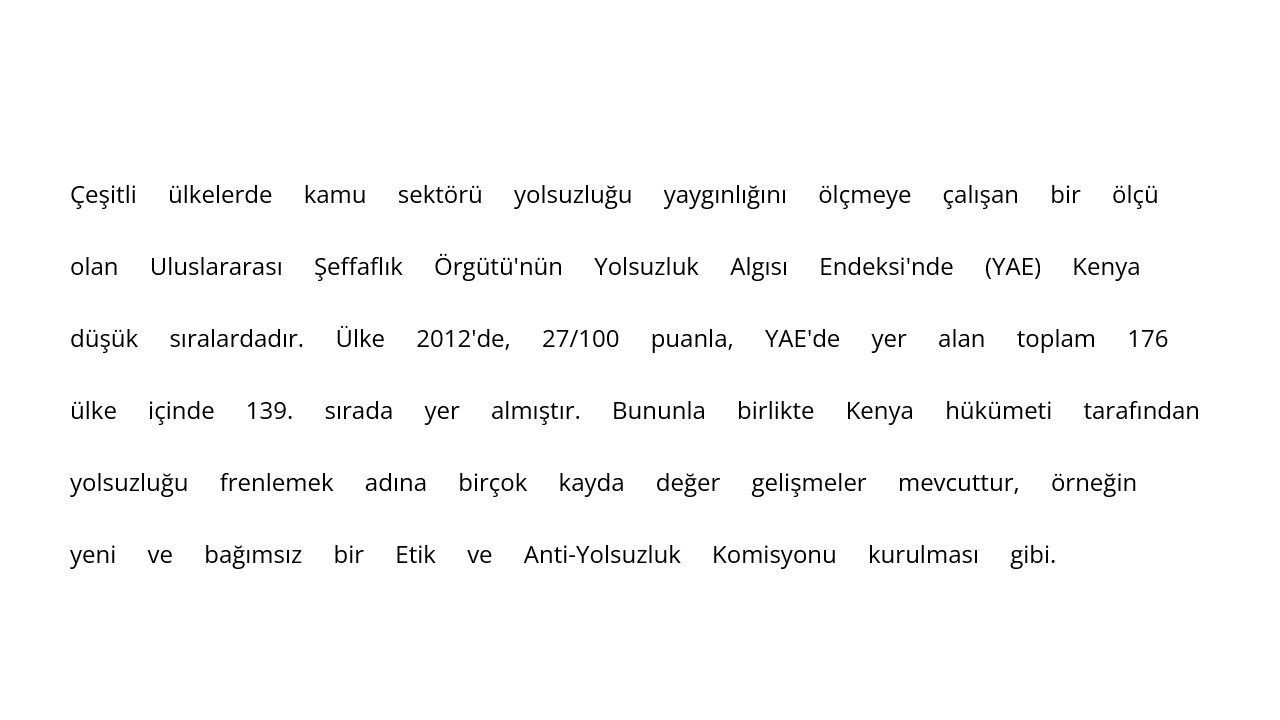 Çeşitli ülkelerde kamu sektörü yolsuzluğu yaygınlığını ölçmeye çalışan bir ölçü
olan Uluslararası Şeffaflık Örgütü'nün Yolsuzluk Algısı Endeksi'nde (YAE) Kenya
düşük sıralardadır. Ülke 2012'de, 27/100 puanla, YAE'de yer alan toplam 176
ülke içinde 139. sırada yer almıştır. Bununla birlikte Kenya hükümeti tarafından
yolsuzluğu frenlemek adına birçok kayda değer gelişmeler mevcuttur, örneğin
yeni ve bağımsız bir Etik ve Anti-Yolsuzluk Komisyonu kurulması gibi.